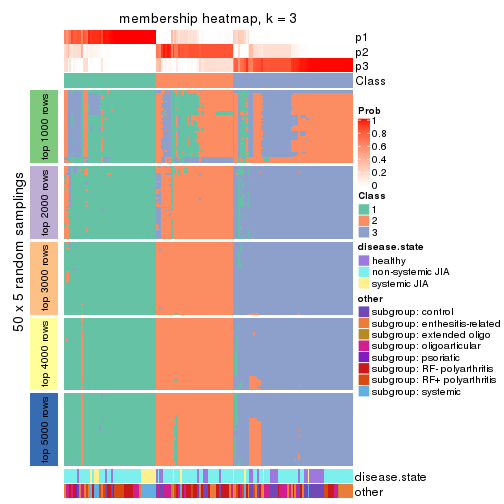 membership heatmap, k = 3
p1
p2
p3
Class
50 x 5 random samplings
top 1000 rows
top 2000 rows
top 3000 rows
top 4000 rows
top 5000 rows
disease.state
other
Prob
1
0.8
0.6
0.4
0.2
0
Class
1
2
3
disease.state
healthy
non-systemic JIA
systemic JIA
other
subgroup: control
subgroup: enthesitis-related
subgroup: extended oligo
subgroup: oligoarticular
subgroup: psoriatic
subgroup: RF- polyarthritis
subgroup: RF+ polyarthritis
subgroup: systemic